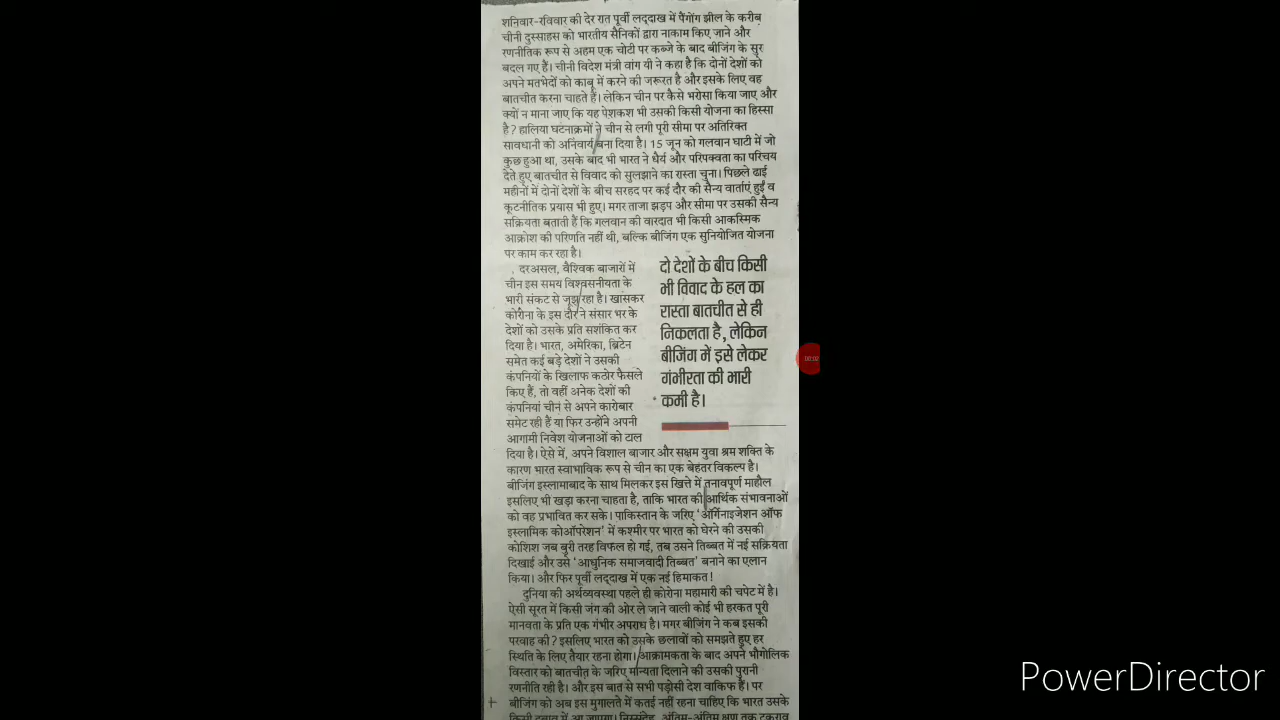 शनिवार-रविवार की देर रात पूर्वी लद्दाख में पैंगोंग झील के करीब
चीनी दुस्साहस को भारतीय सैनिकों द्वारा नाकाम किए जाने और
रणनीतिक रूप से अहम एक चोटी पर कब्जे के बाद बीजिंग के सुर
बदल गए हैं। चीनी विदेश मंत्री वांग यी ने कहा है कि दोनों देशों को
अपने मतभेदों को काबू में करने की जरूरत है और इसके लिए वह
बातचीत करना चाहते हैं। लेकिन चीन पर कैसे भरोसा किया जाए और
क्यों न माना जाए कि यह पेशकश भी उसकी किसी योजना का हिस्सा
है? हालिया घटनाक्रमों ने चीन से लगी पूरी सीमा पर अतिरिक्त
सावधानी को अनिवार्य बना दिया है। 15 जून को गलवान घाटी में जो
कुछ हुआ था, उसके बाद भी भारत ने धैर्य और परिपक्वता का परिचय
देते हुए बातचीत से विवाद को सुलझाने का रास्ता चुना। पिछले ढाई
महीनों में दोनों देशों के बीच सरहद पर कई दौर की सैन्य वार्ताएं हुईं व
कूटनीतिक प्रयास भी हुए। मगर ताजा झड़प और सीमा पर उसकी सैन्य
सक्रियता बताती हैं कि गलवान की वारदात भी किसी आकस्मिक
आक्रोश की परिणति नहीं थी, बल्कि बीजिंग एक सुनियोजित योजना
पर काम कर रहा है।
दरअसल, वैश्विक बाजारों में
चीन इस समय विश्वसनीयता के
भारी संकट से जूझ रहा है। खासकर
कोरोना के इस दौर ने संसार भर के
देशों को उसके प्रति सशंकित कर
दिया है। भारत, अमेरिका, ब्रिटेन
समेत कई बड़े देशों ने उसकी
कंपनियों के खिलाफ कठोर फैसले
किए हैं, तो वहीं अनेक देशों की
कंपनियां चीन से अपने कारोबार
समेट रही हैं या फिर उन्होंने अपनी
आगामी निवेश योजनाओं को टाल
दो देशों के बीच किसी
भी विवाद के हल का
रास्ता बातचीत से ही
निकलता है, लेकिन
बीजिंग में इसे लेकर
गंभीरता की भारी
कमी है।
दिया है। ऐसे में, अपने विशाल बाजार और सक्षम युवा श्रम शक्ति के
कारण भारत स्वाभाविक रूप से चीन का एक बेहतर विकल्प है।
बीजिंग इस्लामाबाद के साथ मिलकर इस खित्ते में तनावपूर्ण माहौल
इसलिए भी खड़ा करना चाहता है, ताकि भारत की आर्थिक संभावनाओं
को वह प्रभावित कर सके। पाकिस्तान के जरिए 'ऑर्गेनाइजेशन ऑफ
इस्लामिक कोऑपरेशन' में कश्मीर पर भारत को घेरने की उसकी
कोशिश जब बुरी तरह विफल हो गई, तब उसने तिब्बत में नई सक्रियता
दिखाई और उसे 'आधुनिक समाजवादी तिब्बत' बनाने का एलान
किया। और फिर पूर्वी लद्दाख में एक नई हिमाकत!
दुनिया की अर्थव्यवस्था पहले ही कोरोना महामारी की चपेट में है।
ऐसी सूरत में किसी जंग की ओर ले जाने वाली कोई भी हरकत पूरी
मानवता के प्रति एक गंभीर अपराध है। मगर बीजिंग ने कब इसकी
परवाह की? इसलिए भारत को उसके छलावों को समझते हुए हर
स्थिति के लिए तैयार रहना होगा। आक्रामकता के बाद अपने भौगोलिक
विस्तार को बातचीत के जरिए मान्यता दिलाने की उसकी पुरानी
रणनीति रही है। और इस बात से सभी पड़ोसी देश वाकिफ हैं। पर
बीजिंग को अब इस मुगालते में कतई नहीं रहना चाहिए कि भारत उसके
किसी दबाव में आ जाएगा। निस्संदेह, अंतिम-अंतिम क्षण तक टकराव
00:02
PowerDirector